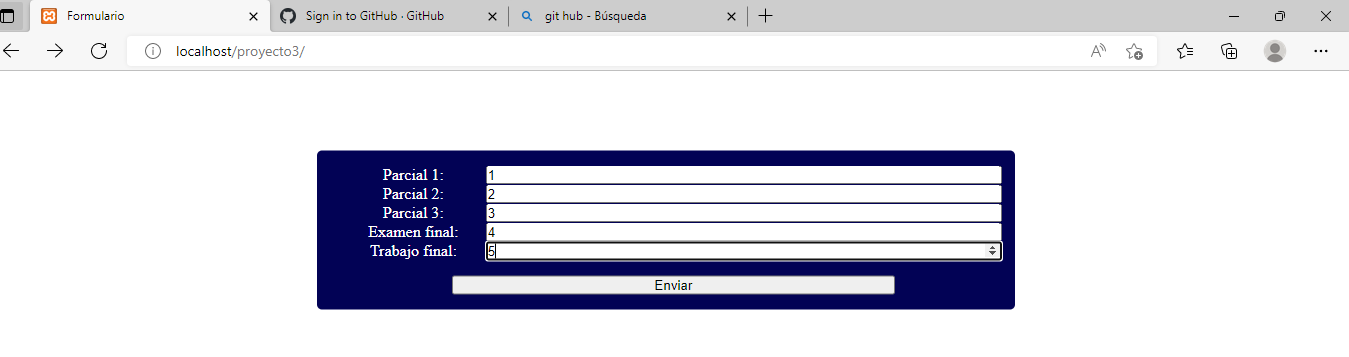 Formulario
Sign in to GitHub · GitHub
git hub - Búsqueda
localhost/proyecto3/
Parcial 1: 1
Parcial 2: 2
Parcial 3: 3
Examen final: 4
Trabajo final: 5
Enviar